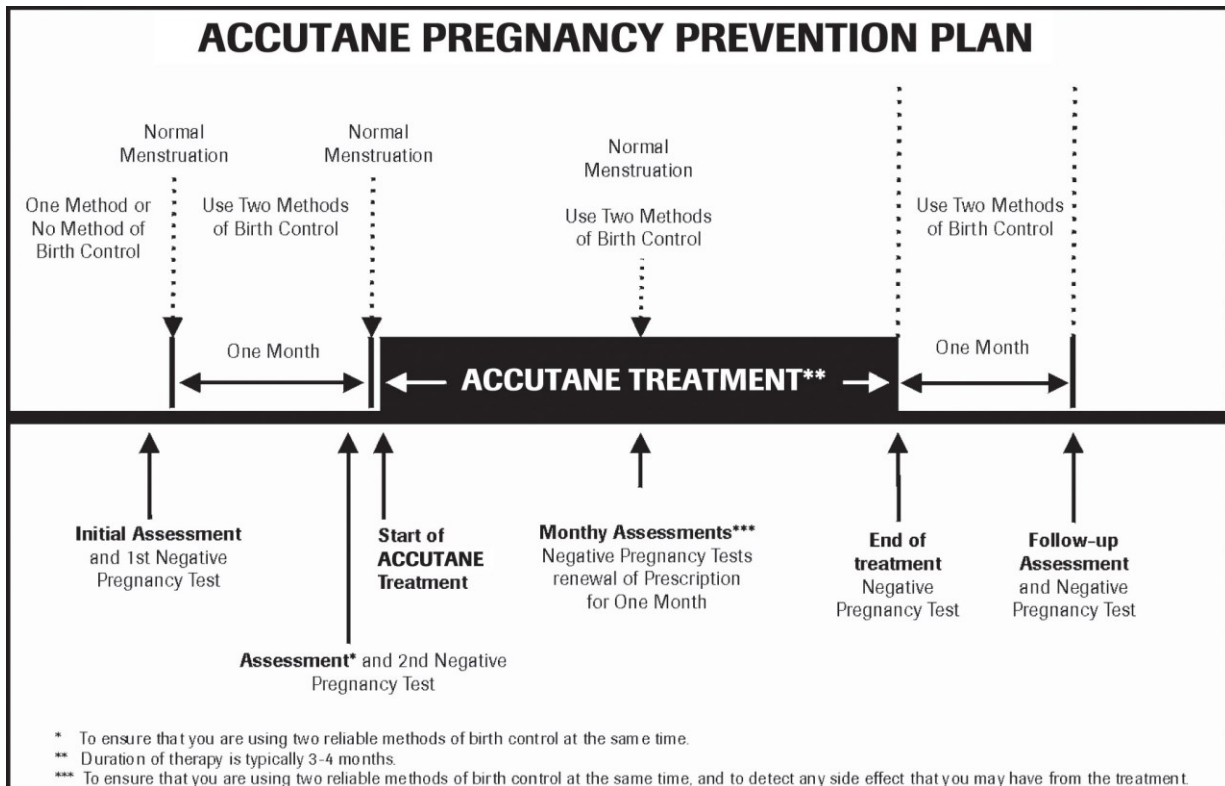 ACCUTANE PREGNANCY PREVENTION PLAN
Normal
Menstruation
Normal
Menstruation
Normal
Menstruation
One Method or
No Method of
Birth Control
Use Two Methods
of Birth Control
Use Two Methods
of Birth Control
Use Two Methods
of Birth Control
One Month
ACCUTANE TREATMENT**
One Month
Initial Assessment
and 1st Negative
Pregnancy Test
Assessment* and 2nd Negative
Pregnancy Test
Start of
ACCUTANE
Treatment
Monthy Assessments***
Negative Pregnancy Tests
renewal of Prescription
for One Month
End of
treatment
Negative
Pregnancy Test
Follow-up
Assessment
and Negative
Pregnancy Test
* To ensure that you are using two reliable methods of birth control at the same time.
** Duration of therapy is typically 3-4 months.
*** To ensure that you are using two reliable methods of birth control at the same time, and to detect any side effect that you may have from the treatment.